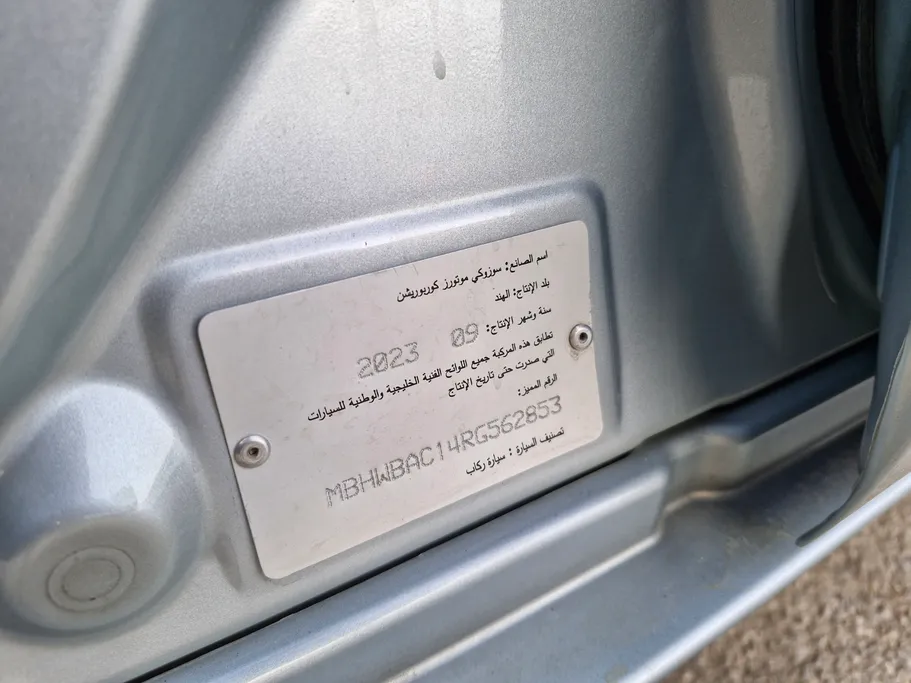 اسم الصانع: سوزوكي موتورز كوربوريشن
بلد الإنتاج: الهند
سنة وشهر الإنتاج: 09 2023
تطابق هذه المركبة جميع اللوائح الفنية الخليجية والوطنية للسيارات
التي صدرت حتى تاريخ الإنتاج
الرقم المميز:
MBHWBAC14RG562853
تصنيف السيارة : سيارة ركاب